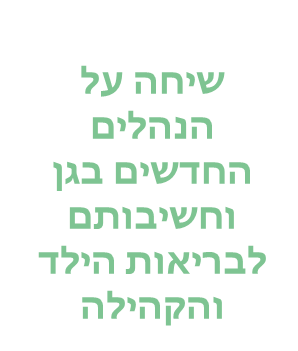 שיחה על
הנהלים
החדשים בגן
וחשיבותם
לבריאות הילד
והקהילה